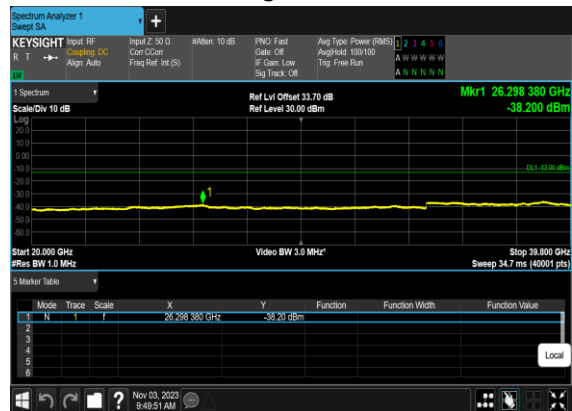 Spectrum Analyzer 1
Swept SA
+
KEYSIGHT Input: RF Input Z: 50 Ω #Atten: 10 dB PNO: Fast Avg Type: Power (RMS) 1 2 3 4 5 6
R T Coupling: DC Corr CCorr Gate: Off Avg|Hold: 100/100 A W W W W W
Align: Auto Freq Ref: Int (S) IF Gain: Low Trig: Free Run
Sig Track: Off A N N N N N
1 Spectrum
Ref Lvl Offset 33.70 dB
Mkr1 26.298 380 GHz
Scale/Div 10 dB
Ref Level 30.00 dBm
-38.200 dBm
Log
20.0
10.0
0.00
-10.0
DL1 -13.00 dBm
-20.0
-30.0
1
-40.0
-50.0
-60.0
Start 20.000 GHz Video BW 3.0 MHz* Stop 39.800 GHz
#Res BW 1.0 MHz Sweep 34.7 ms (40001 pts)
5 Marker Table
Mode Trace Scale X Y Function Function Width Function Value
1 N 1 f 26.298 380 GHz -38.20 dBm
2
3
4
5
6
Local
? Nov 03, 2023
9:49:51 AM